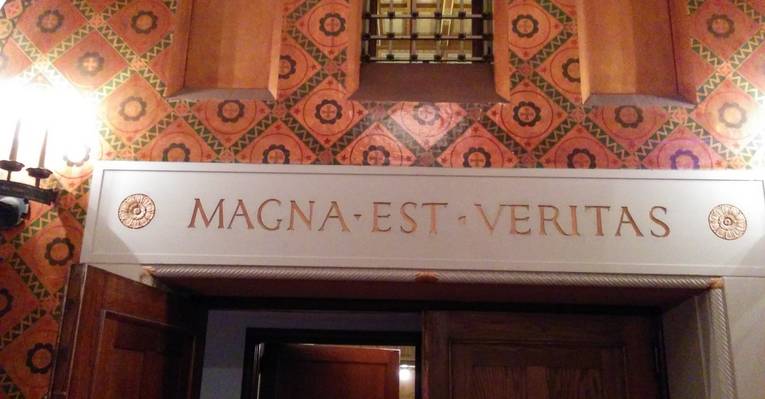 MAGNA · EST · VERITAS